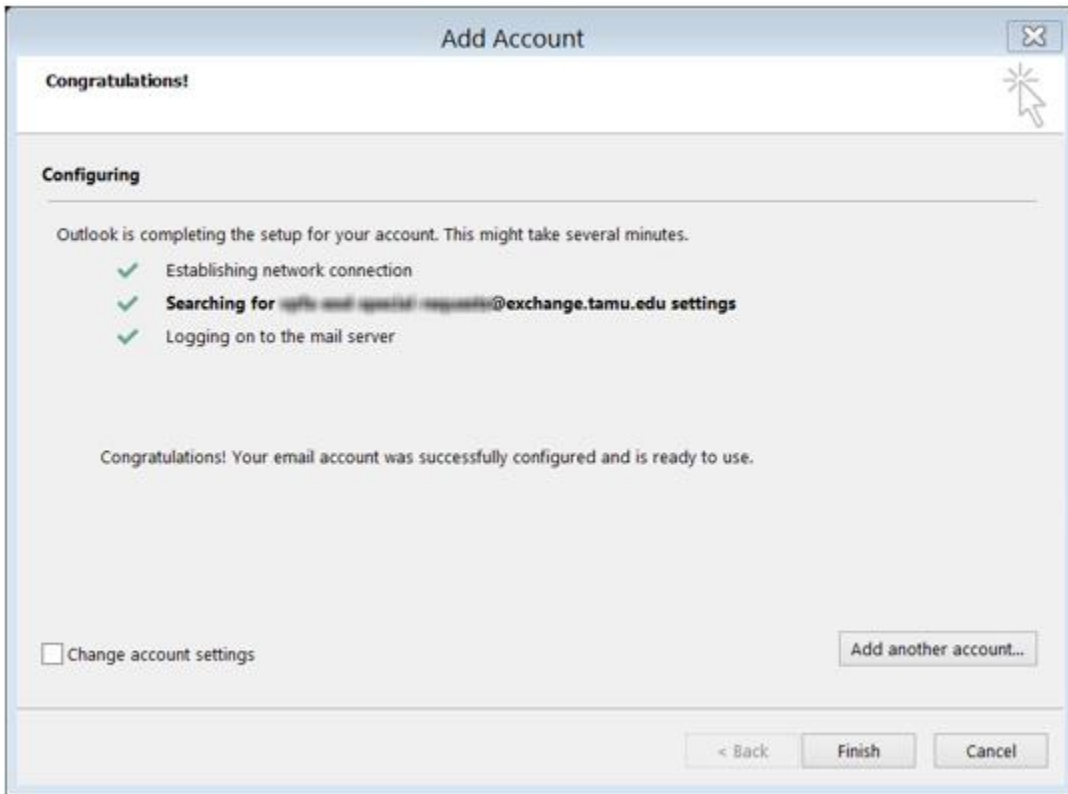 Add Account
Congratulations!
Configuring
Outlook is completing the setup for your account. This might take several minutes.
Establishing network connection
Searching for @exchange.tamu.edu settings
Logging on to the mail server
Congratulations! Your email account was successfully configured and is ready to use.
Change account settings
Add another account...
< Back
Finish
Cancel